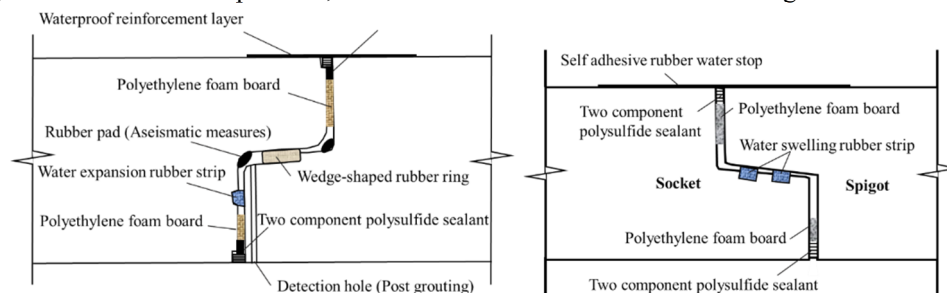 Waterproof reinforcement layer
Polyethylene foam board
Rubber pad (Aseismatic measures)
Wedge-shaped rubber ring
Water expansion rubber strip
Polyethylene foam board
Two component polysulfide sealant
Detection hole (Post grouting)
Self adhesive rubber water stop
Two component
polysulfide sealant
Polyethylene foam board
Water swelling rubber strip
Socket
Spigot
Polyethylene foam board
Two component polysulfide sealant